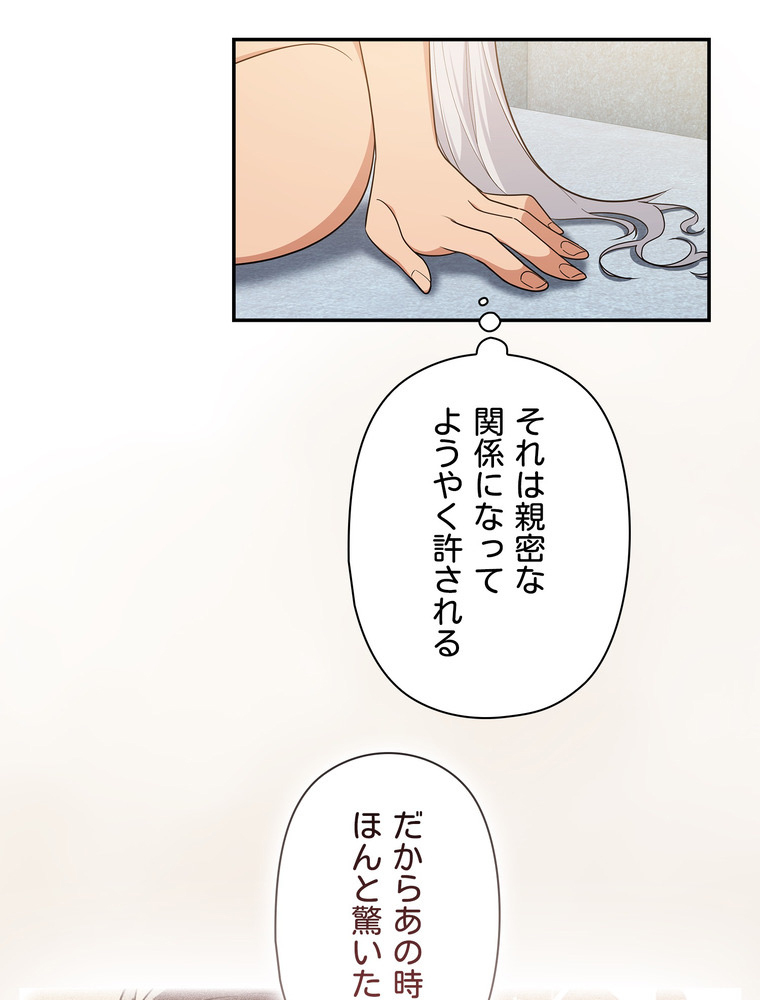 それは親密な
関係になって
ようやく許される
だからあの時
ほんと驚いた